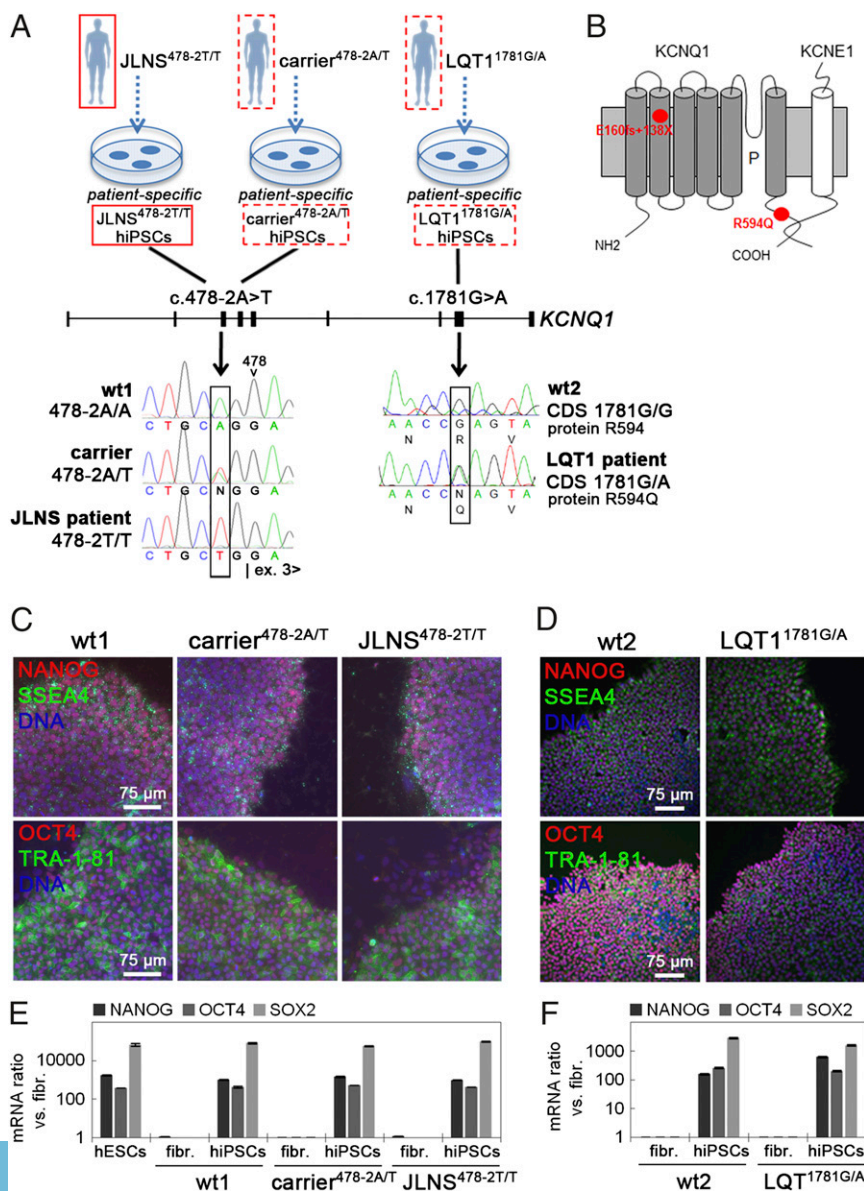 A
JLNS478-2T/T
carrier478-2A/T
LQT11781G/A
patient-specific
patient-specific
patient-specific
JLNS478-2T/T
hiPSCs
carrier478-2A/T
hiPSCs
LQT11781G/A
hiPSCs
c.478-2A>T
c.1781G>A
KCNQ1
wt1
478-2A/A
478
C T G C A G G A
carrier
478-2A/T
C T G C N G G A
JLNS patient
478-2T/T
C T G C T G G A
| ex. 3>
wt2
CDS 1781G/G
protein R594
A A C C G A G T A
N R V
LQT1 patient
CDS 1781G/A
protein R594Q
A A C C N A G T A
N Q V
B
KCNQ1
KCNE1
E160fs+138X
P
R594Q
NH2
COOH
C
wt1
carrier478-2A/T
JLNS478-2T/T
NANOG
SSEA4
DNA
75 µm
OCT4
TRA-1-81
DNA
75 µm
D
wt2
LQT11781G/A
NANOG
SSEA4
DNA
75 µm
OCT4
TRA-1-81
DNA
75 µm
E
NANOG OCT4 SOX2
mRNA ratio
vs. fibr.
10000
100
1
hESCs fibr. hiPSCs fibr. hiPSCs fibr. hiPSCs
wt1 carrier478-2A/T JLNS478-2T/T
F
NANOG OCT4 SOX2
mRNA ratio
vs. fibr.
1000
100
10
1
fibr. hiPSCs fibr. hiPSCs
wt2 LQT1781G/A